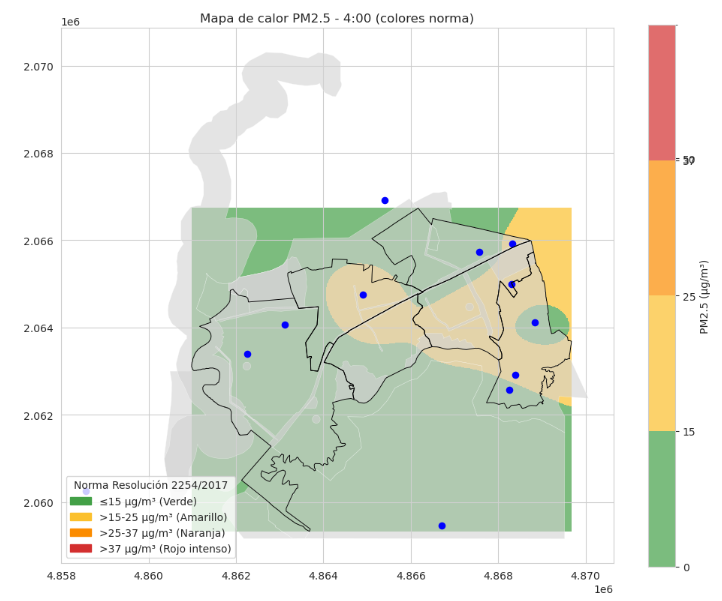 Mapa de calor PM2.5 - 4:00 (colores norma)
1e6
2.070
2.068
2.066
2.064
2.062
2.060
Norma Resolución 2254/2017
≤15 µg/m³ (Verde)
>15-25 µg/m³ (Amarillo)
>25-37 µg/m³ (Naranja)
>37 µg/m³ (Rojo intenso)
4.858 4.860 4.862 4.864 4.866 4.868 4.870
1e6
25
15
0
PM2.5 (µg/m³)